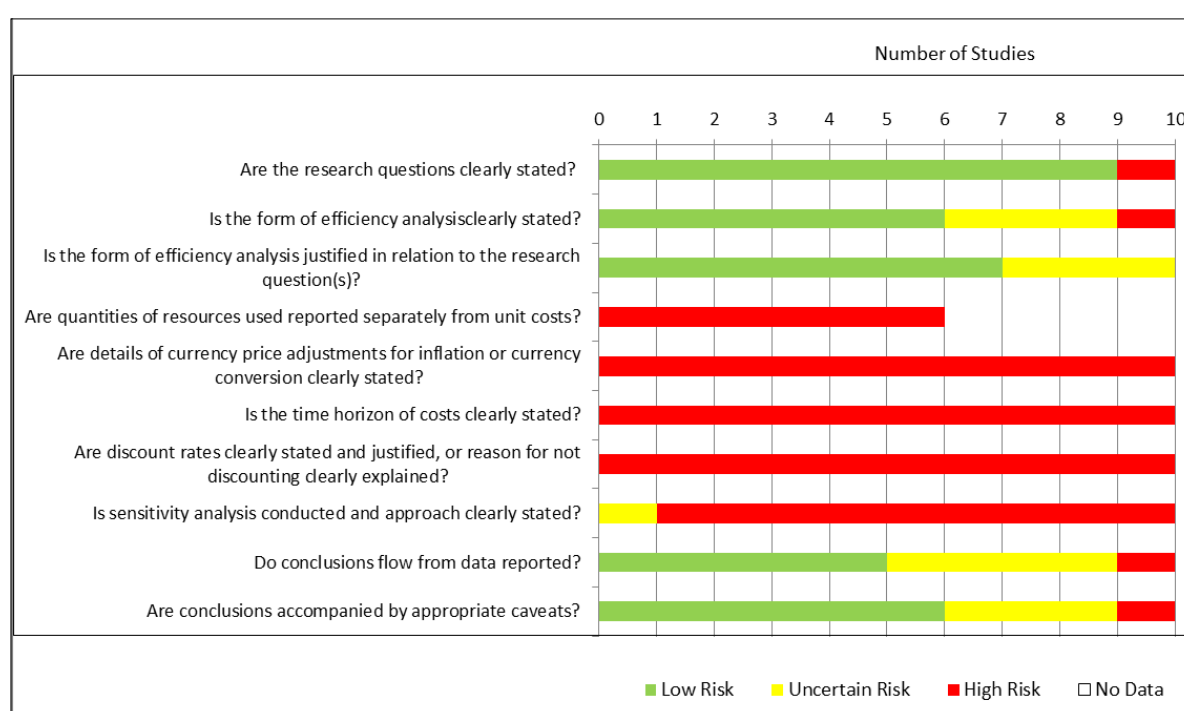 Number of Studies
0 1 2 3 4 5 6 7 8 9 10
Are the research questions clearly stated?
Is the form of efficiency analysisclearly stated?
Is the form of efficiency analysis justified in relation to the research
question(s)?
Are quantities of resources used reported separately from unit costs?
Are details of currency price adjustments for inflation or currency
conversion clearly stated?
Is the time horizon of costs clearly stated?
Are discount rates clearly stated and justified, or reason for not
discounting clearly explained?
Is sensitivity analysis conducted and approach clearly stated?
Do conclusions flow from data reported?
Are conclusions accompanied by appropriate caveats?
Low Risk Uncertain Risk High Risk No Data